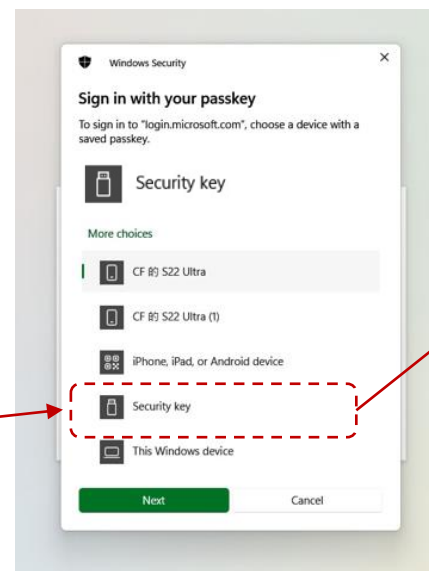 Windows Security
Sign in with your passkey
To sign in to "login.microsoft.com", choose a device with a
saved passkey.
Security key
More choices
CF 的 S22 Ultra
CF 的 S22 Ultra (1)
iPhone, iPad, or Android device
Security key
This Windows device
Next
Cancel